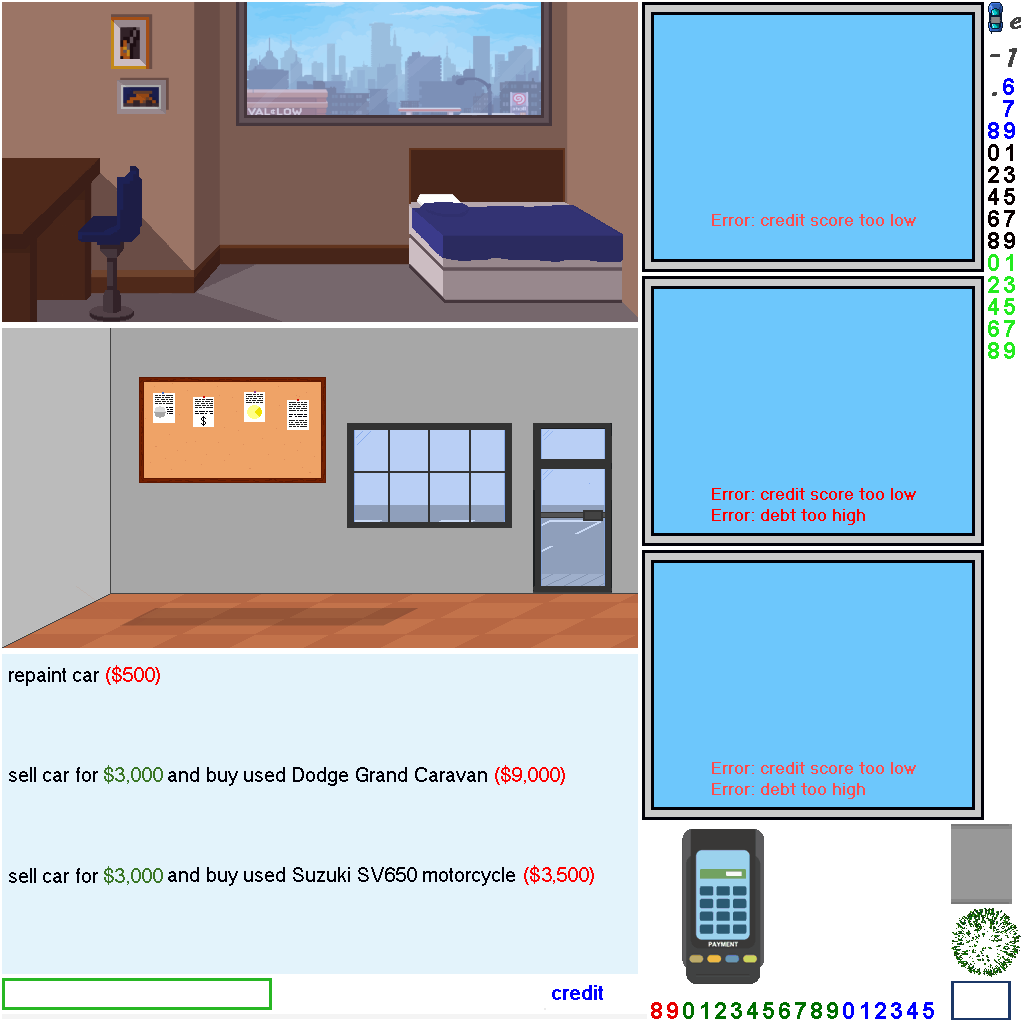 VAL◄LOW
Error: credit score too low
e
-1
.6
7
89
01
23
45
67
89
01
23
45
67
89
Error: credit score too low
Error: debt too high
$
Error: credit score too low
Error: debt too high
repaint car ($500)
sell car for $3,000 and buy used Dodge Grand Caravan ($9,000)
sell car for $3,000 and buy used Suzuki SV650 motorcycle ($3,500)
PAYMENT
credit
890123456789012345